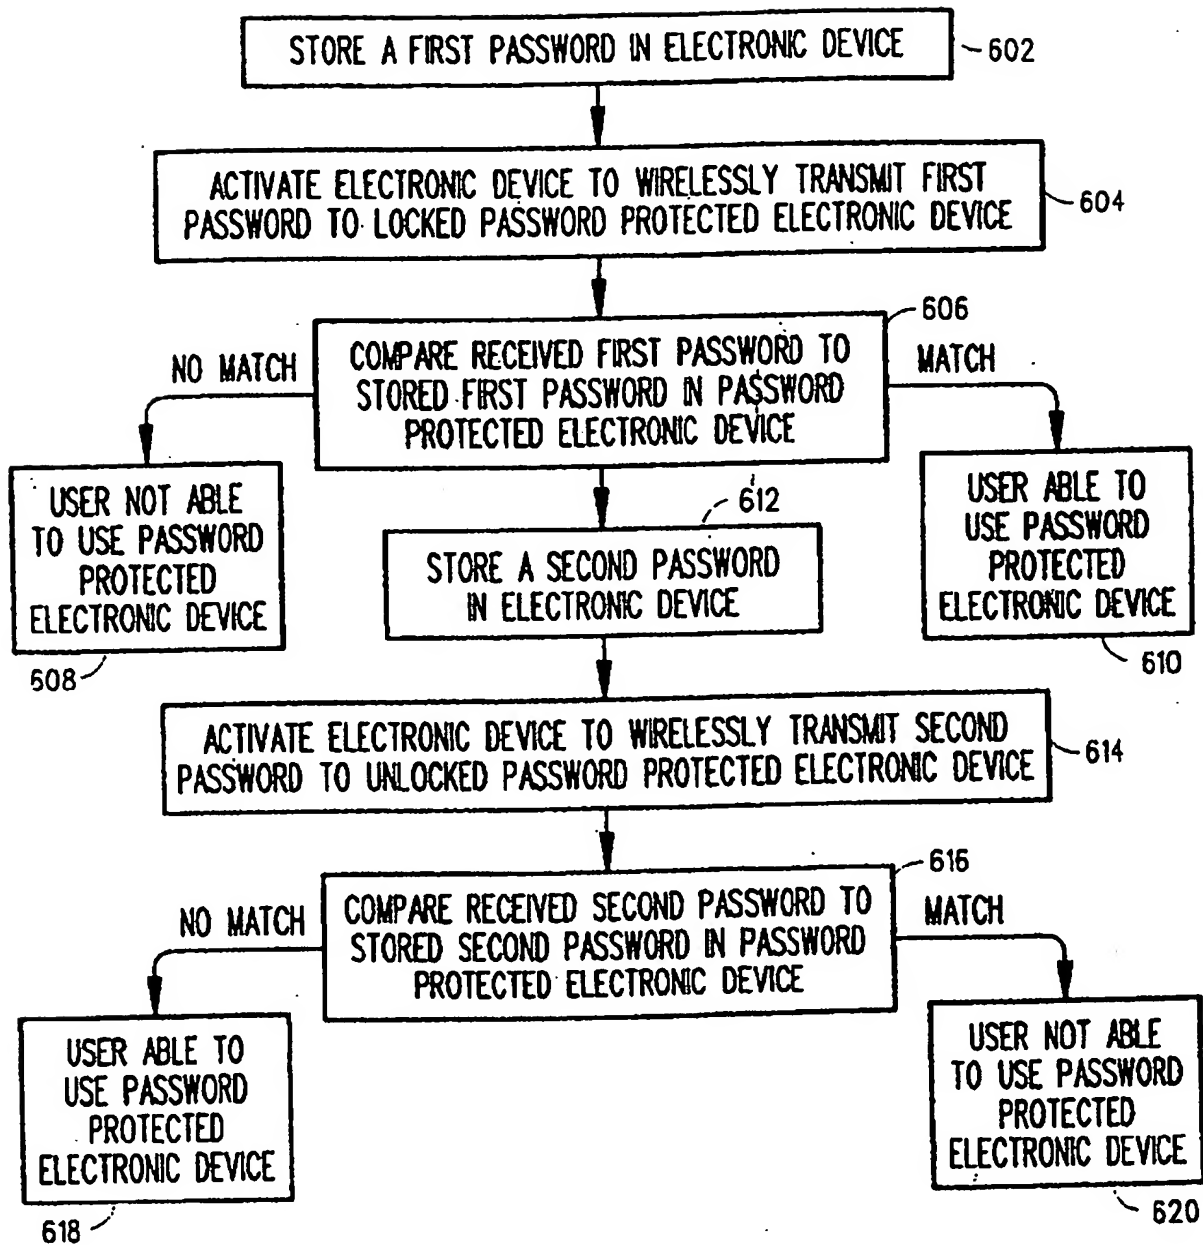 STORE A FIRST PASSWORD IN ELECTRONIC DEVICE
602
ACTIVATE ELECTRONIC DEVICE TO WIRELESSLY TRANSMIT FIRST
PASSWORD TO LOCKED PASSWORD PROTECTED ELECTRONIC DEVICE
604
606
NO MATCH
COMPARE RECEIVED FIRST PASSWORD TO
STORED FIRST PASSWORD IN PASSWORD
PROTECTED ELECTRONIC DEVICE
MATCH
USER NOT ABLE
TO USE PASSWORD
PROTECTED
ELECTRONIC DEVICE
608
612
STORE A SECOND PASSWORD
IN ELECTRONIC DEVICE
USER ABLE TO
USE PASSWORD
PROTECTED
ELECTRONIC DEVICE
610
ACTIVATE ELECTRONIC DEVICE TO WIRELESSLY TRANSMIT SECOND
PASSWORD TO UNLOCKED PASSWORD PROTECTED ELECTRONIC DEVICE
614
616
NO MATCH
COMPARE RECEIVED SECOND PASSWORD TO
STORED SECOND PASSWORD IN PASSWORD
PROTECTED ELECTRONIC DEVICE
MATCH
USER ABLE TO
USE PASSWORD
PROTECTED
ELECTRONIC DEVICE
618
USER NOT ABLE
TO USE PASSWORD
PROTECTED
ELECTRONIC DEVICE
620